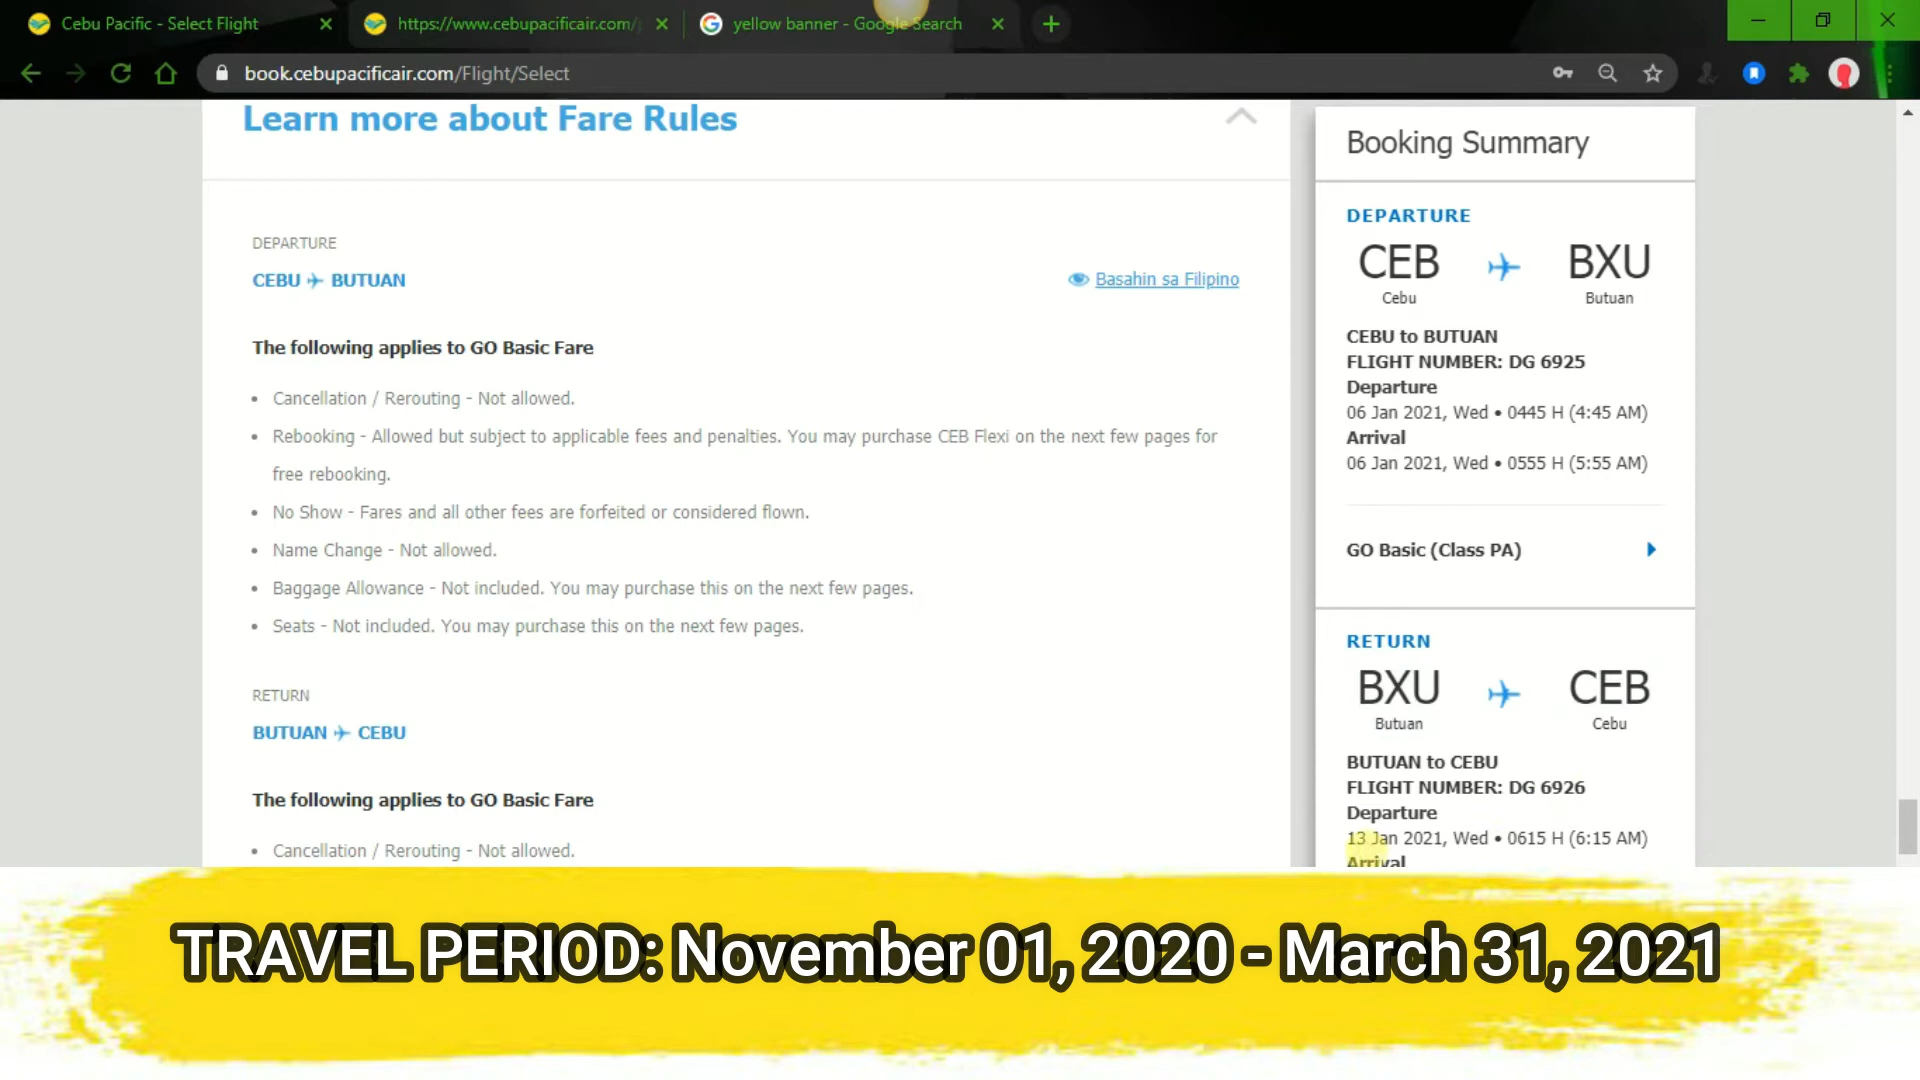 Cebu Pacific - Select Flight
https://www.cebupacificair.com/
yellow banner - Google Search
book.cebupacificair.com/Flight/Select
Learn more about Fare Rules
DEPARTURE
CEBU BUTUAN
Basahin sa Filipino
The following applies to GO Basic Fare
• Cancellation / Rerouting - Not allowed.
• Rebooking - Allowed but subject to applicable fees and penalties. You may purchase CEB Flexi on the next few pages for
free rebooking.
• No Show - Fares and all other fees are forfeited or considered flown.
• Name Change - Not allowed.
• Baggage Allowance - Not included. You may purchase this on the next few pages.
• Seats - Not included. You may purchase this on the next few pages.
RETURN
BUTUAN CEBU
The following applies to GO Basic Fare
• Cancellation / Rerouting - Not allowed.
Booking Summary
DEPARTURE
CEB BXU
Cebu Butuan
CEBU to BUTUAN
FLIGHT NUMBER: DG 6925
Departure
06 Jan 2021, Wed • 0445 H (4:45 AM)
Arrival
06 Jan 2021, Wed • 0555 H (5:55 AM)
GO Basic (Class PA)
RETURN
BXU CEB
Butuan Cebu
BUTUAN to CEBU
FLIGHT NUMBER: DG 6926
Departure
13 Jan 2021, Wed • 0615 H (6:15 AM)
Arrival
TRAVEL PERIOD: November 01, 2020 - March 31, 2021